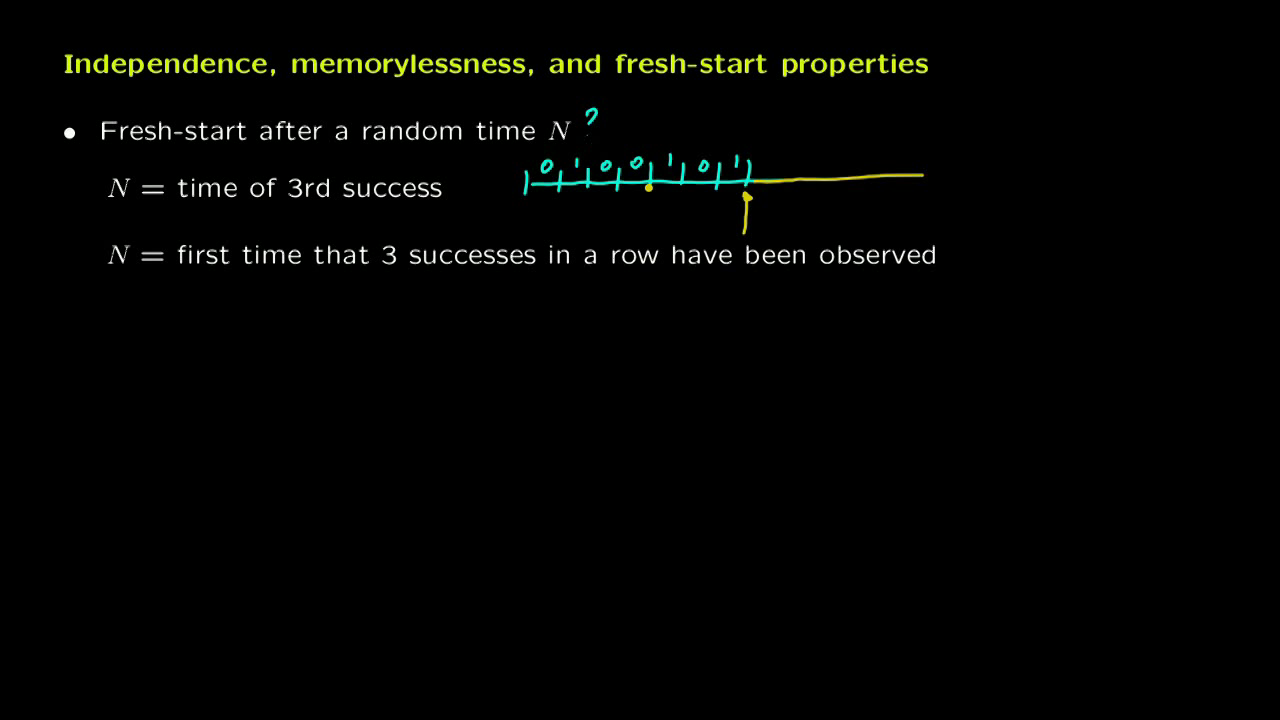 Independence, memorylessness, and fresh-start properties
• Fresh-start after a random time N ?
0 1 0 0 1 0 1
N = time of 3rd success
N = first time that 3 successes in a row have been observed